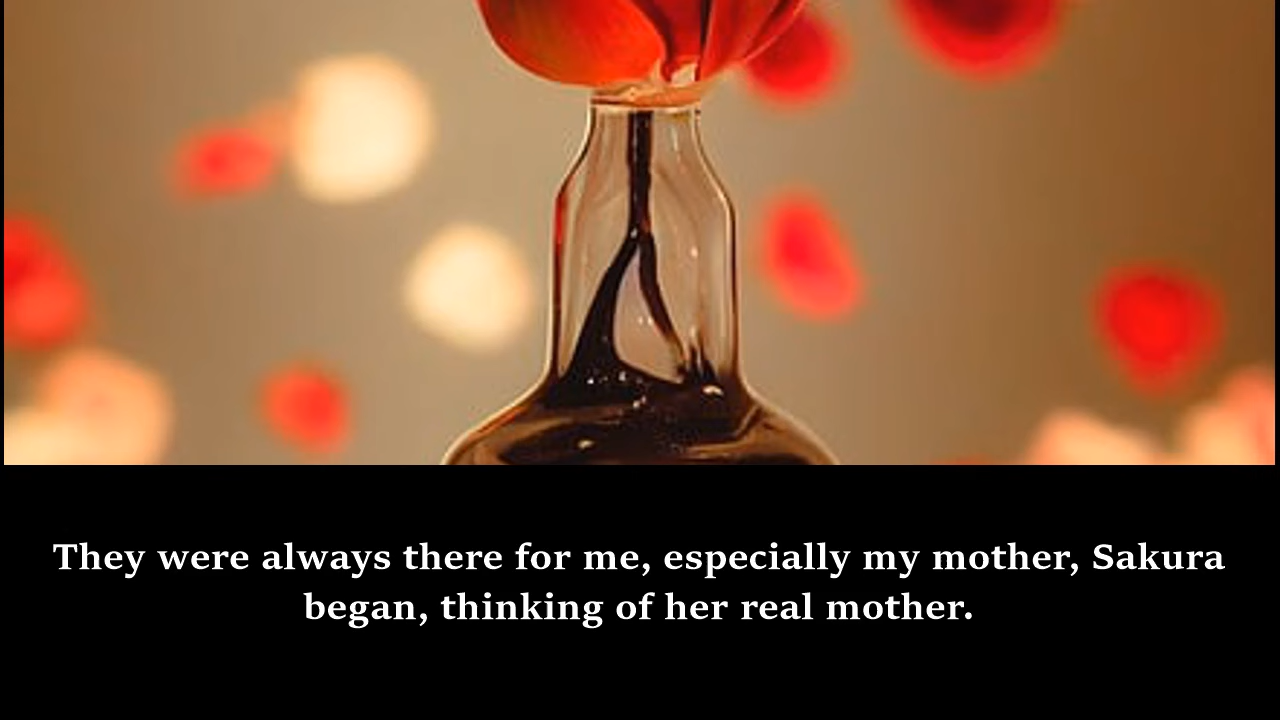 They were always there for me, especially my mother, Sakura
began, thinking of her real mother.